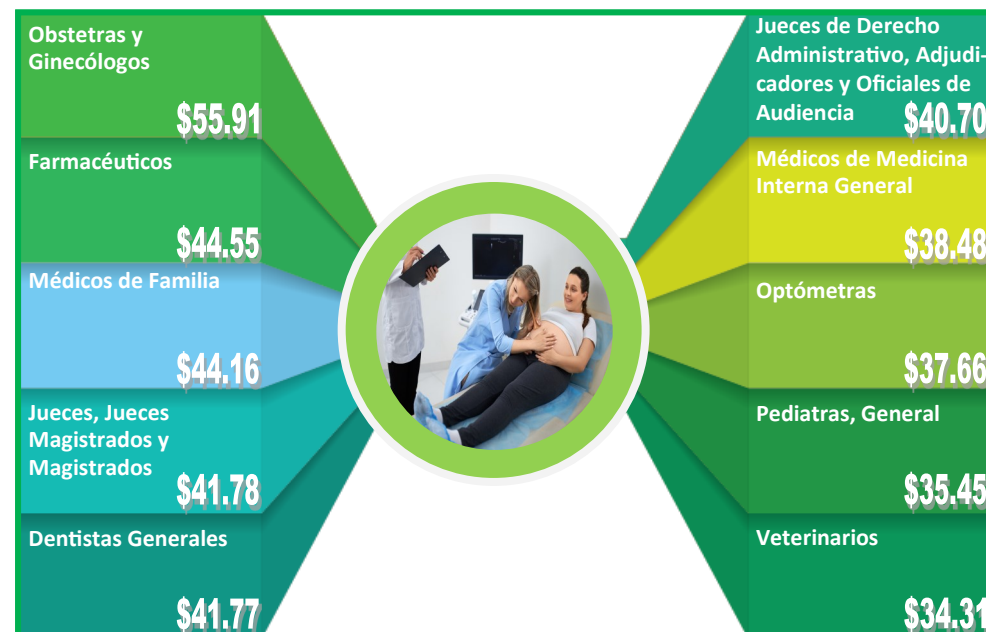 Obstetras y
Ginecólogos
$55.91
Farmacéuticos
$44.55
Médicos de Familia
$44.16
Jueces, Jueces
Magistrados y
Magistrados
$41.78
Dentistas Generales
$41.77
Jueces de Derecho
Administrativo, Adjudi-
cadores y Oficiales de
Audiencia
$40.70
Médicos de Medicina
Interna General
$38.48
Optómetras
$37.66
Pediatras, General
$35.45
Veterinarios
$34.31